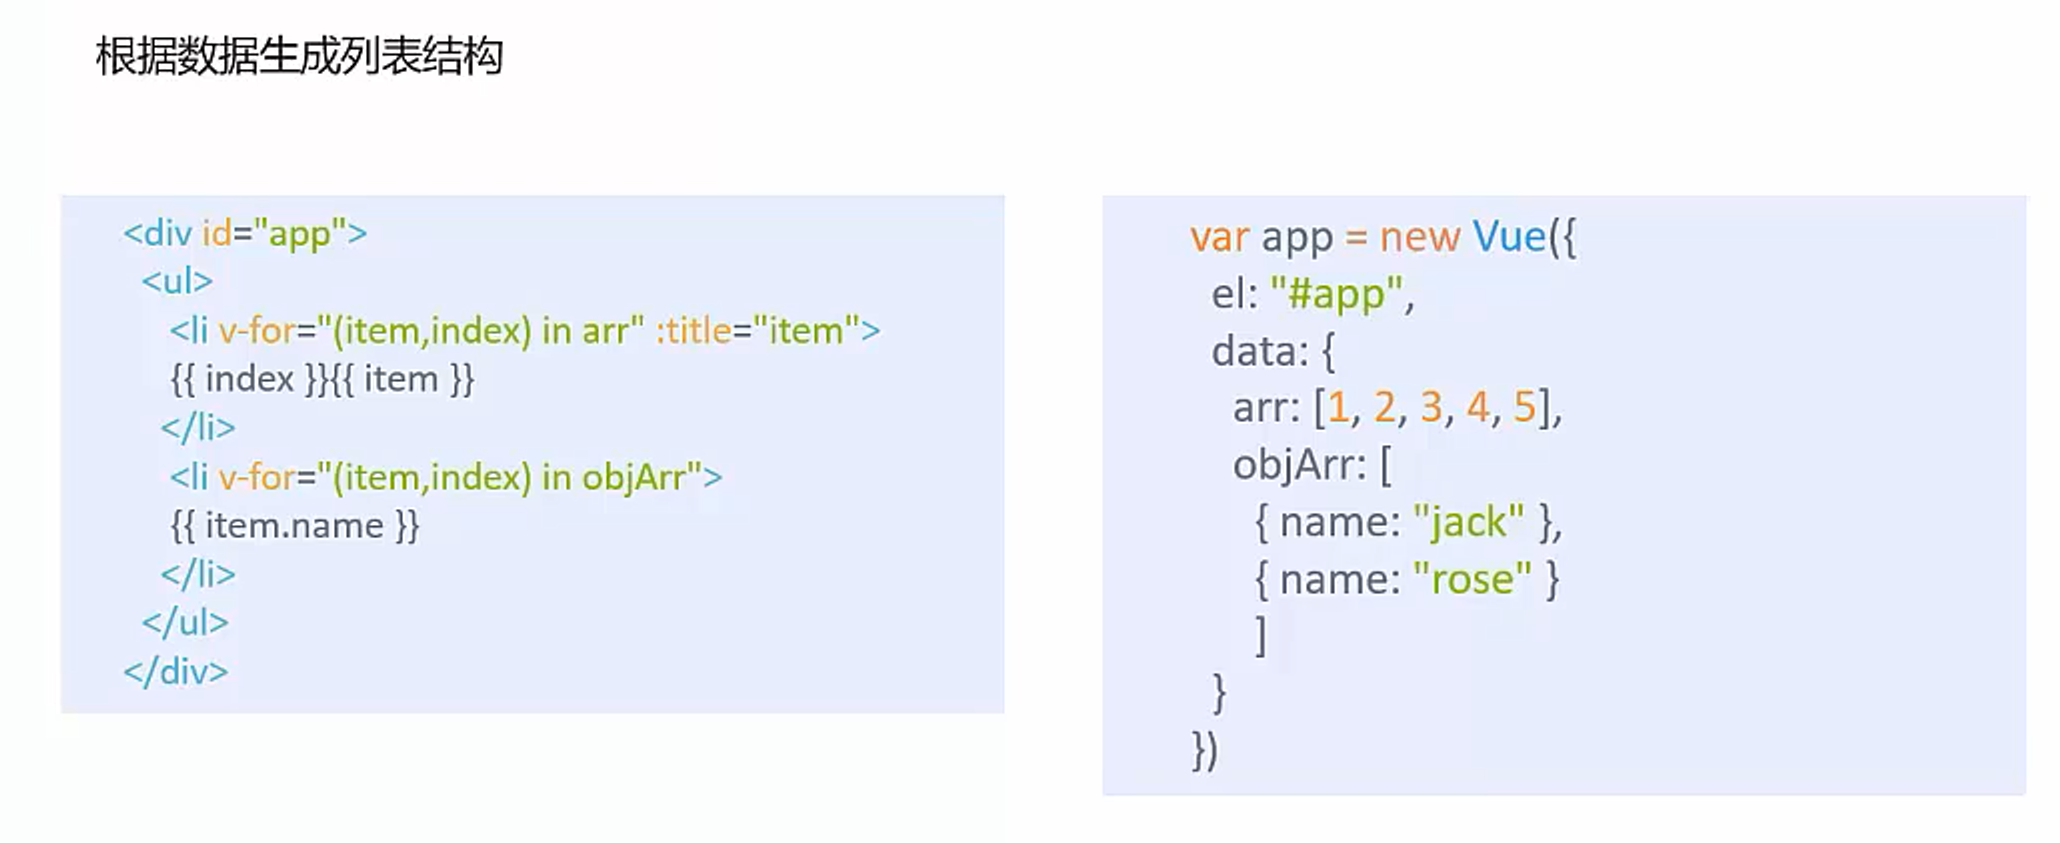 根据数据生成列表结构
<div id="app">
<ul>
<li v-for="(item,index) in arr" :title="item">
{{ index }}{{ item }}
</li>
<li v-for="(item,index) in objArr">
{{ item.name }}
</li>
</ul>
</div>
var app = new Vue({
el: "#app",
data: {
arr: [1, 2, 3, 4, 5],
objArr: [
{ name: "jack" },
{ name: "rose" }
]
}
})